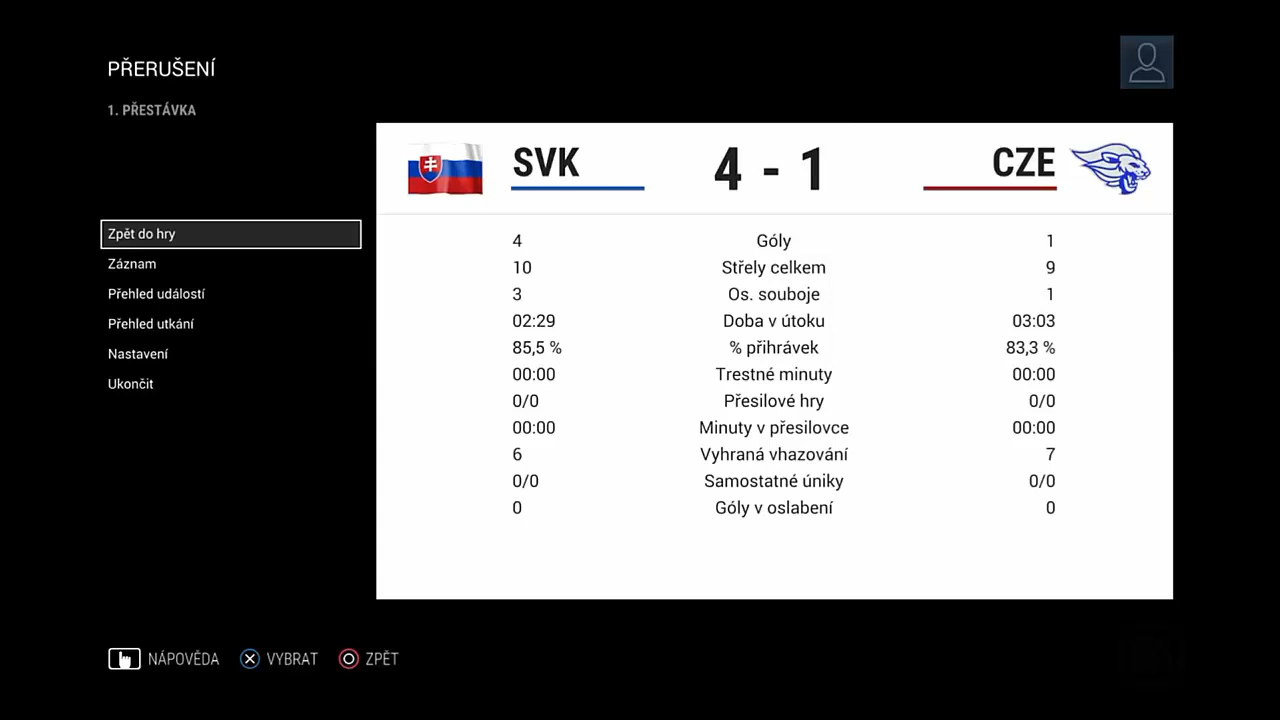 PŘERUŠENÍ
1. PŘESTÁVKA
SVK 4 - 1 CZE
Zpět do hry
Záznam
Přehled událostí
Přehled utkání
Nastavení
Ukončit
4 Góly 1
10 Střely celkem 9
3 Os. souboje 1
02:29 Doba v útoku 03:03
85,5 % % přihrávek 83,3 %
00:00 Trestné minuty 00:00
0/0 Přesilové hry 0/0
00:00 Minuty v přesilovce 00:00
6 Vyhraná vhazování 7
0/0 Samostatné úniky 0/0
0 Góly v oslabení 0
NÁPOVĚDA VYBRAT ZPĚT